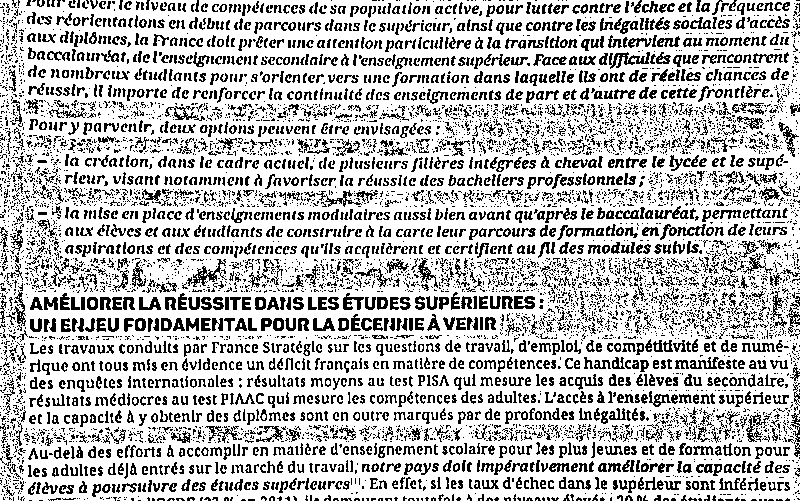 Pour élever le niveau de compétences de sa population active, pour lutter contre l'échec et la fréquence
des réorientations en début de parcours dans le supérieur, ainsi que contre les inégalités sociales d'accès
aux diplômes, la France doit prêter une attention particulière à la transition qui intervient au moment du
baccalauréat, de l'enseignement secondaire à l'enseignement supérieur. Face aux difficultés que rencontrent
de nombreux étudiants pour s'orienter vers une formation dans laquelle ils ont de réelles chances de
réussir, il importe de renforcer la continuité des enseignements de part et d'autre de cette frontière.
Pour y parvenir, deux options peuvent être envisagées :
– la création, dans le cadre actuel, de plusieurs filières intégrées à cheval entre le lycée et le supé-
rieur, visant notamment à favoriser la réussite des bacheliers professionnels ;
– la mise en place d'enseignements modulaires aussi bien avant qu'après le baccalauréat, permettant
aux élèves et aux étudiants de construire à la carte leur parcours de formation, en fonction de leurs
aspirations et des compétences qu'ils acquièrent et certifient au fil des modules suivis.
AMÉLIORER LA RÉUSSITE DANS LES ÉTUDES SUPÉRIEURES :
UN ENJEU FONDAMENTAL POUR LA DÉCENNIE À VENIR
Les travaux conduits par France Stratégie sur les questions de travail, d'emploi, de compétitivité et de numé-
rique ont tous mis en évidence un déficit français en matière de compétences. Ce handicap est manifeste au vu
des enquêtes internationales : résultats moyens au test PISA qui mesure les acquis des élèves du secondaire,
résultats médiocres au test PIAAC qui mesure les compétences des adultes. L'accès à l'enseignement supérieur
et la capacité à y obtenir des diplômes sont en outre marqués par de profondes inégalités.
Au-delà des efforts à accomplir en matière d'enseignement scolaire pour les plus jeunes et de formation pour
les adultes déjà entrés sur le marché du travail, notre pays doit impérativement améliorer la capacité des
élèves à poursuivre des études supérieures(1). En effet, si les taux d'échec dans le supérieur sont inférieurs